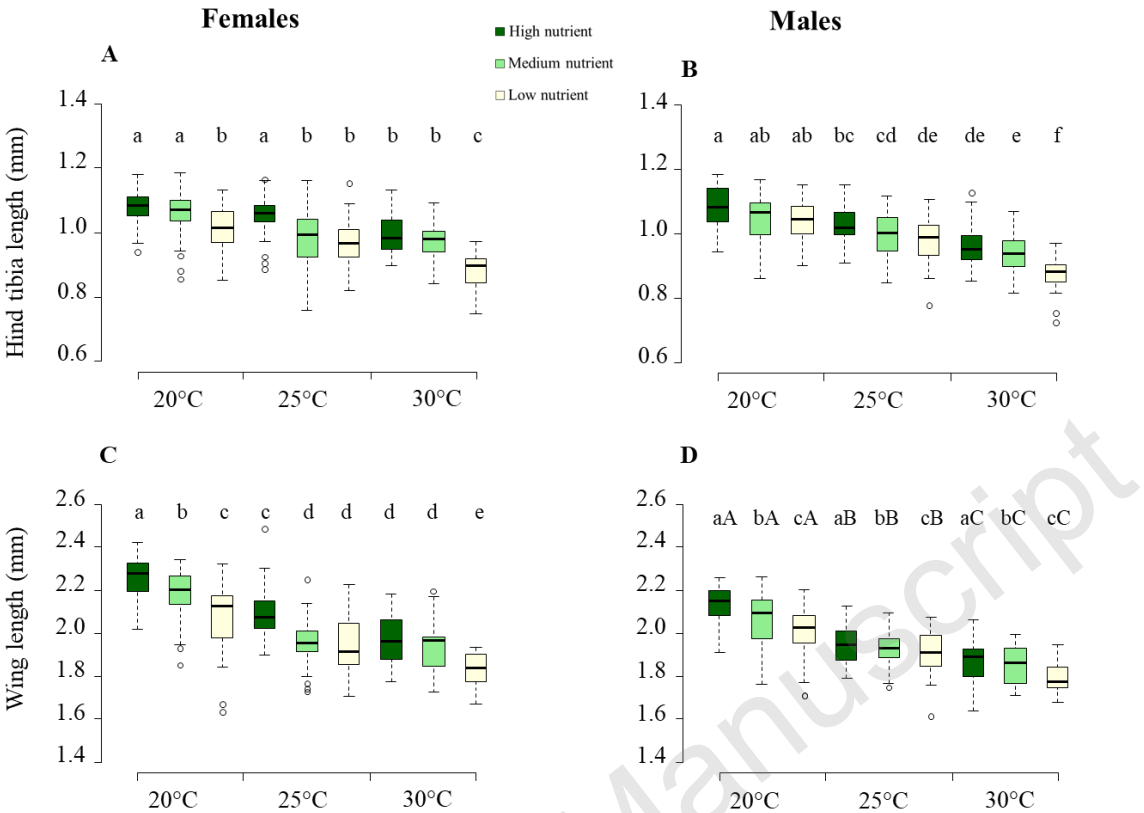 Females
Males
High nutrient
Medium nutrient
Low nutrient
A
Hind tibia length (mm)
1.4
1.2
1.0
0.8
0.6
a a b a b b b b c
20°C 25°C 30°C
B
1.4
1.2
1.0
0.8
0.6
a ab ab bc cd de de e f
20°C 25°C 30°C
C
Wing length (mm)
2.6
2.4
2.2
2.0
1.8
1.6
1.4
a b c c d d d d e
20°C 25°C 30°C
D
2.6
2.4
2.2
2.0
1.8
1.6
1.4
aA bA cA aB bB cB aC bC cC
20°C 25°C 30°C
Manuscript